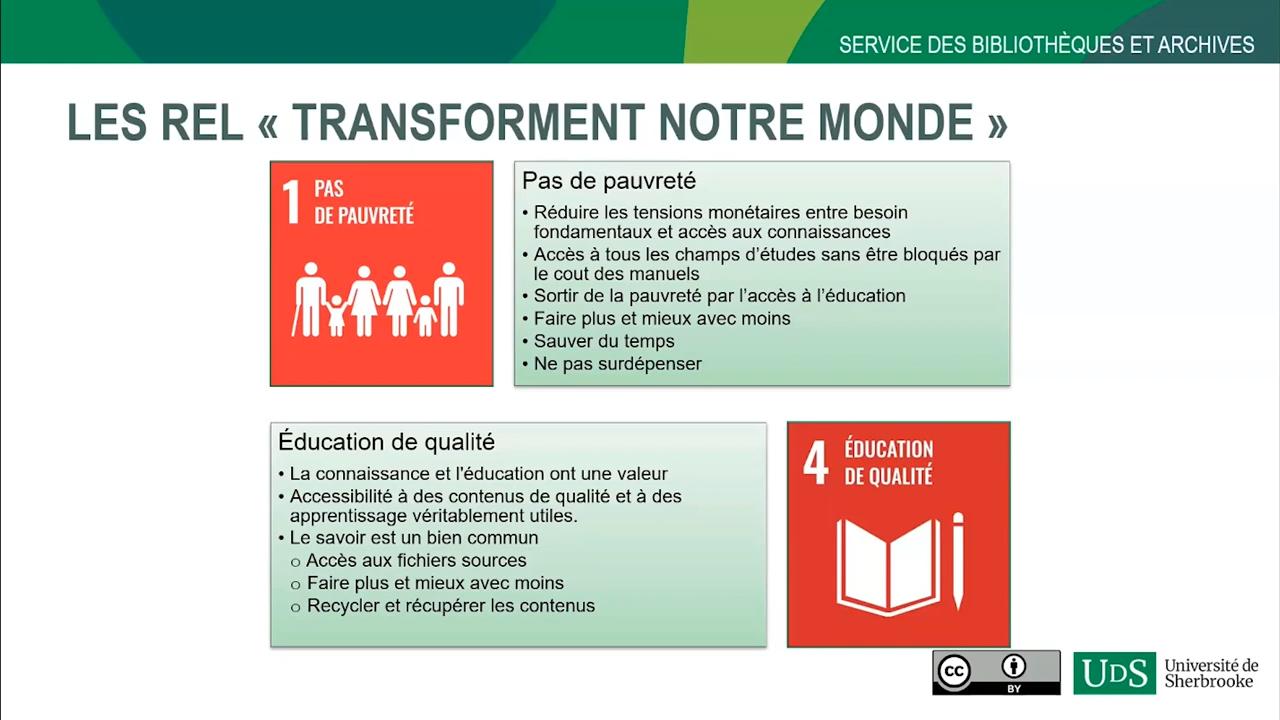 SERVICE DES BIBLIOTHÈQUES ET ARCHIVES
LES REL « TRANSFORMENT NOTRE MONDE »
1 PAS
DE PAUVRETÉ
Pas de pauvreté
• Réduire les tensions monétaires entre besoin
fondamentaux et accès aux connaissances
• Accès à tous les champs d'études sans être bloqués par
le cout des manuels
• Sortir de la pauvreté par l'accès à l'éducation
• Faire plus et mieux avec moins
• Sauver du temps
• Ne pas surdépenser
Éducation de qualité
• La connaissance et l'éducation ont une valeur
• Accessibilité à des contenus de qualité et à des
apprentissage véritablement utiles.
• Le savoir est un bien commun
o Accès aux fichiers sources
o Faire plus et mieux avec moins
o Recycler et récupérer les contenus
4 ÉDUCATION
DE QUALITÉ
cc
BY
UDS
Université de
Sherbrooke